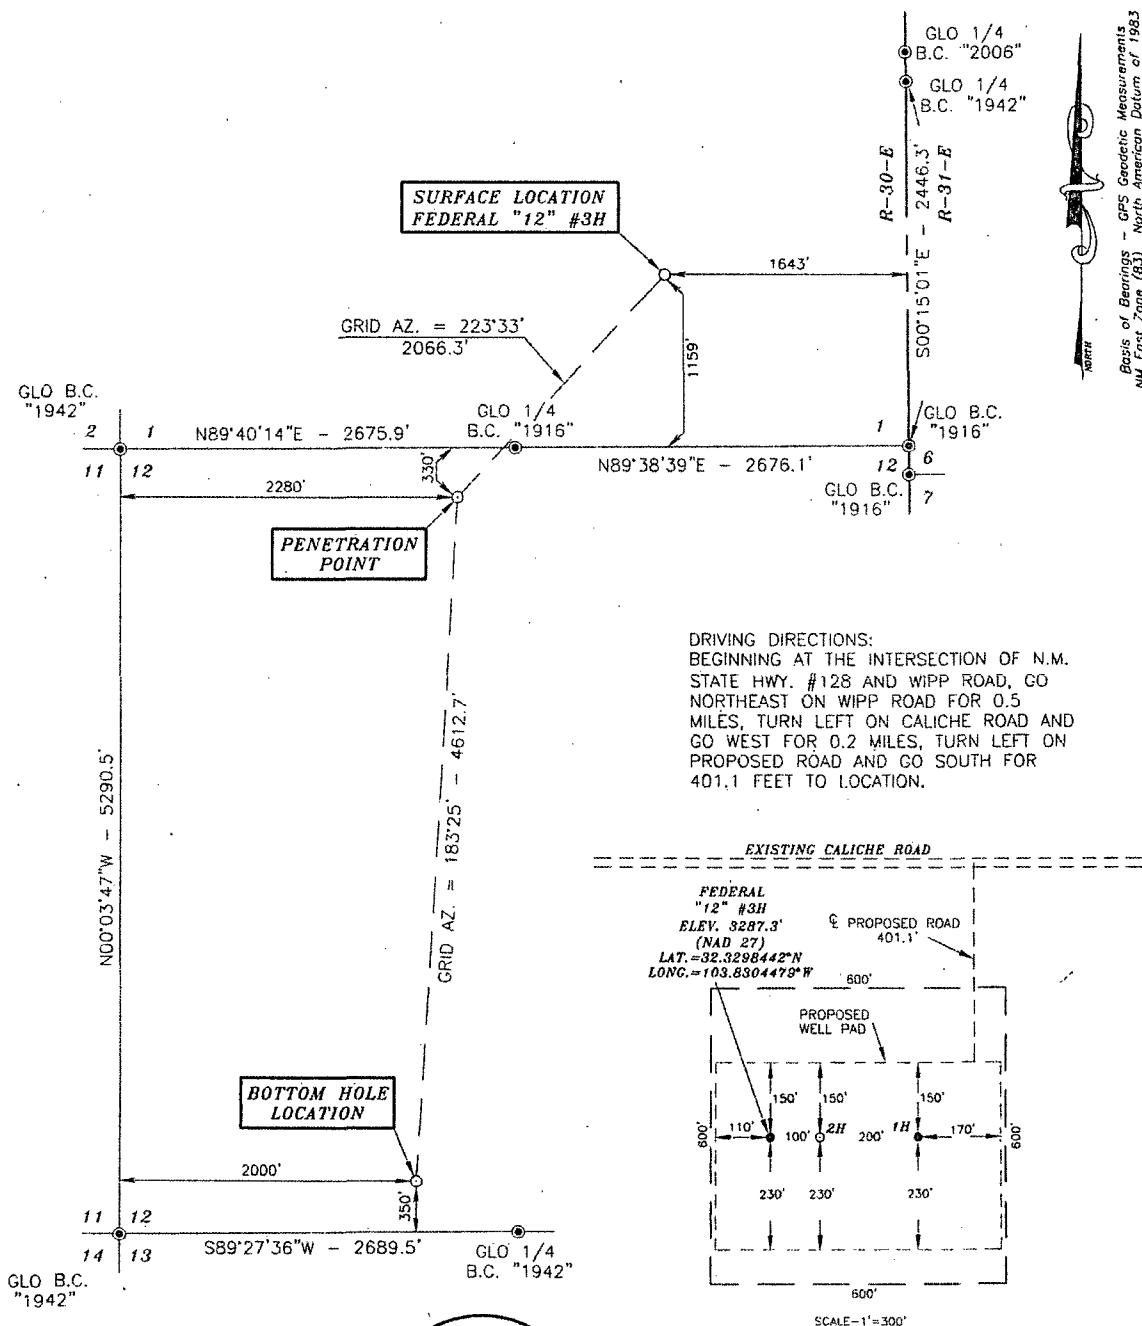 GLO 1/4
B.C. "2006"
GLO 1/4
B.C. "1942"
R-30-E
S00°15'01"E - 2446.3'
R-31-E
NORTH
Basis of Bearings - GPS Geodetic Measurements
NM East Zone (83) North American Datum of 1983
SURFACE LOCATION
FEDERAL "12" #3H
1643'
1159'
GRID AZ. = 223°33'
2066.3'
GLO B.C.
"1942"
2 1
N89°40'14"E - 2675.9'
GLO 1/4
B.C. "1916"
1
GLO B.C.
"1916"
6
11 12
330'
N89°38'39"E - 2676.1'
12
7
GLO B.C.
"1916"
2280'
PENETRATION
POINT
N00°03'47"W - 5290.5'
GRID AZ. = 183°25' - 4612.7'
DRIVING DIRECTIONS:
BEGINNING AT THE INTERSECTION OF N.M.
STATE HWY. #128 AND WIPP ROAD, GO
NORTHEAST ON WIPP ROAD FOR 0.5
MILES, TURN LEFT ON CALICHE ROAD AND
GO WEST FOR 0.2 MILES, TURN LEFT ON
PROPOSED ROAD AND GO SOUTH FOR
401.1 FEET TO LOCATION.
EXISTING CALICHE ROAD
FEDERAL
"12" #3H
ELEV. 3287.3'
(NAD 27)
LAT.=32.3298442°N
LONG.=103.8304479°W
℄ PROPOSED ROAD
401.1'
600'
PROPOSED
WELL PAD
150' 150' 150'
600' 110' 100' 2H 200' 1H 170' 600'
230' 230' 230'
600'
SCALE-1'=300'
BOTTOM HOLE
LOCATION
2000'
350'
11 12
14 13
S89°27'36"W - 2689.5'
GLO 1/4
B.C. "1942"
GLO B.C.
"1942"